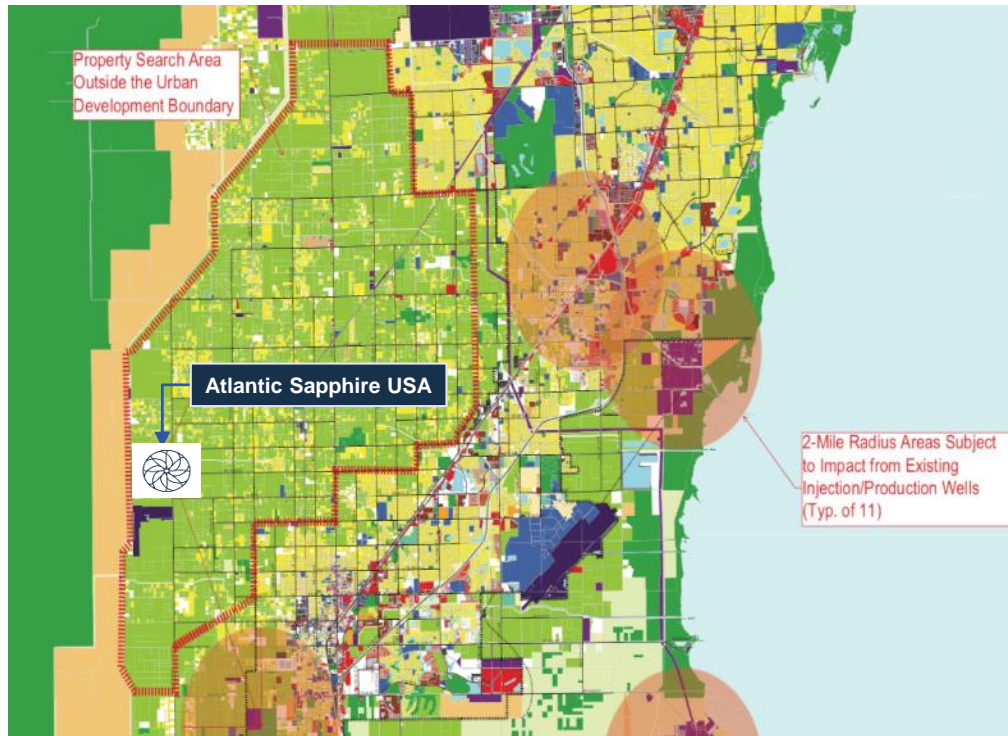 Property Search Area
Outside the Urban
Development Boundary
Atlantic Sapphire USA
2-Mile Radius Areas Subject
to Impact from Existing
Injection/Production Wells
(Typ. of 11)